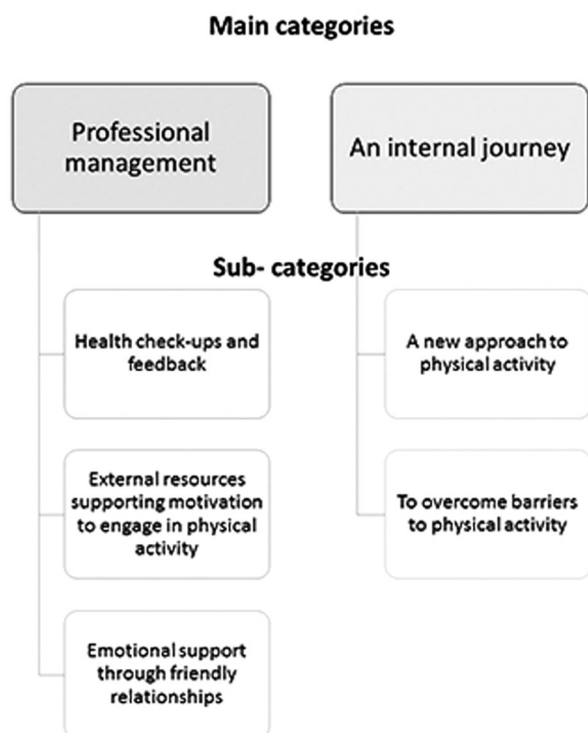 Main categories
Professional
management
An internal journey
Sub- categories
Health check-ups and
feedback
External resources
supporting motivation
to engage in physical
activity
Emotional support
through friendly
relationships
A new approach to
physical activity
To overcome barriers
to physical activity